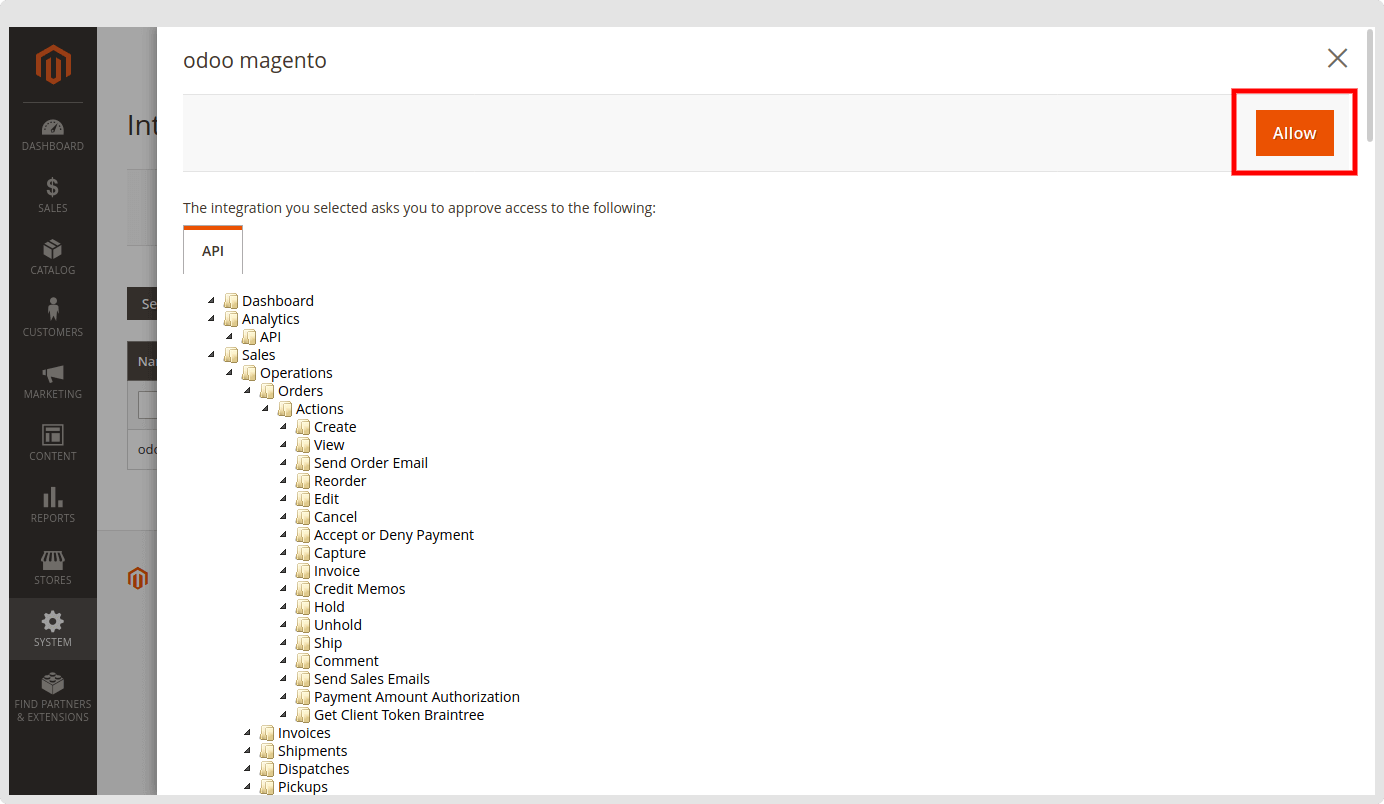 odoo magento
Allow
DASHBOARD
SALES
CATALOG
CUSTOMERS
MARKETING
CONTENT
REPORTS
STORES
SYSTEM
FIND PARTNERS
& EXTENSIONS
Int
Se
Nar
odo
The integration you selected asks you to approve access to the following:
API
Dashboard
Analytics
API
Sales
Operations
Orders
Actions
Create
View
Send Order Email
Reorder
Edit
Cancel
Accept or Deny Payment
Capture
Invoice
Credit Memos
Hold
Unhold
Ship
Comment
Send Sales Emails
Payment Amount Authorization
Get Client Token Braintree
Invoices
Shipments
Dispatches
Pickups